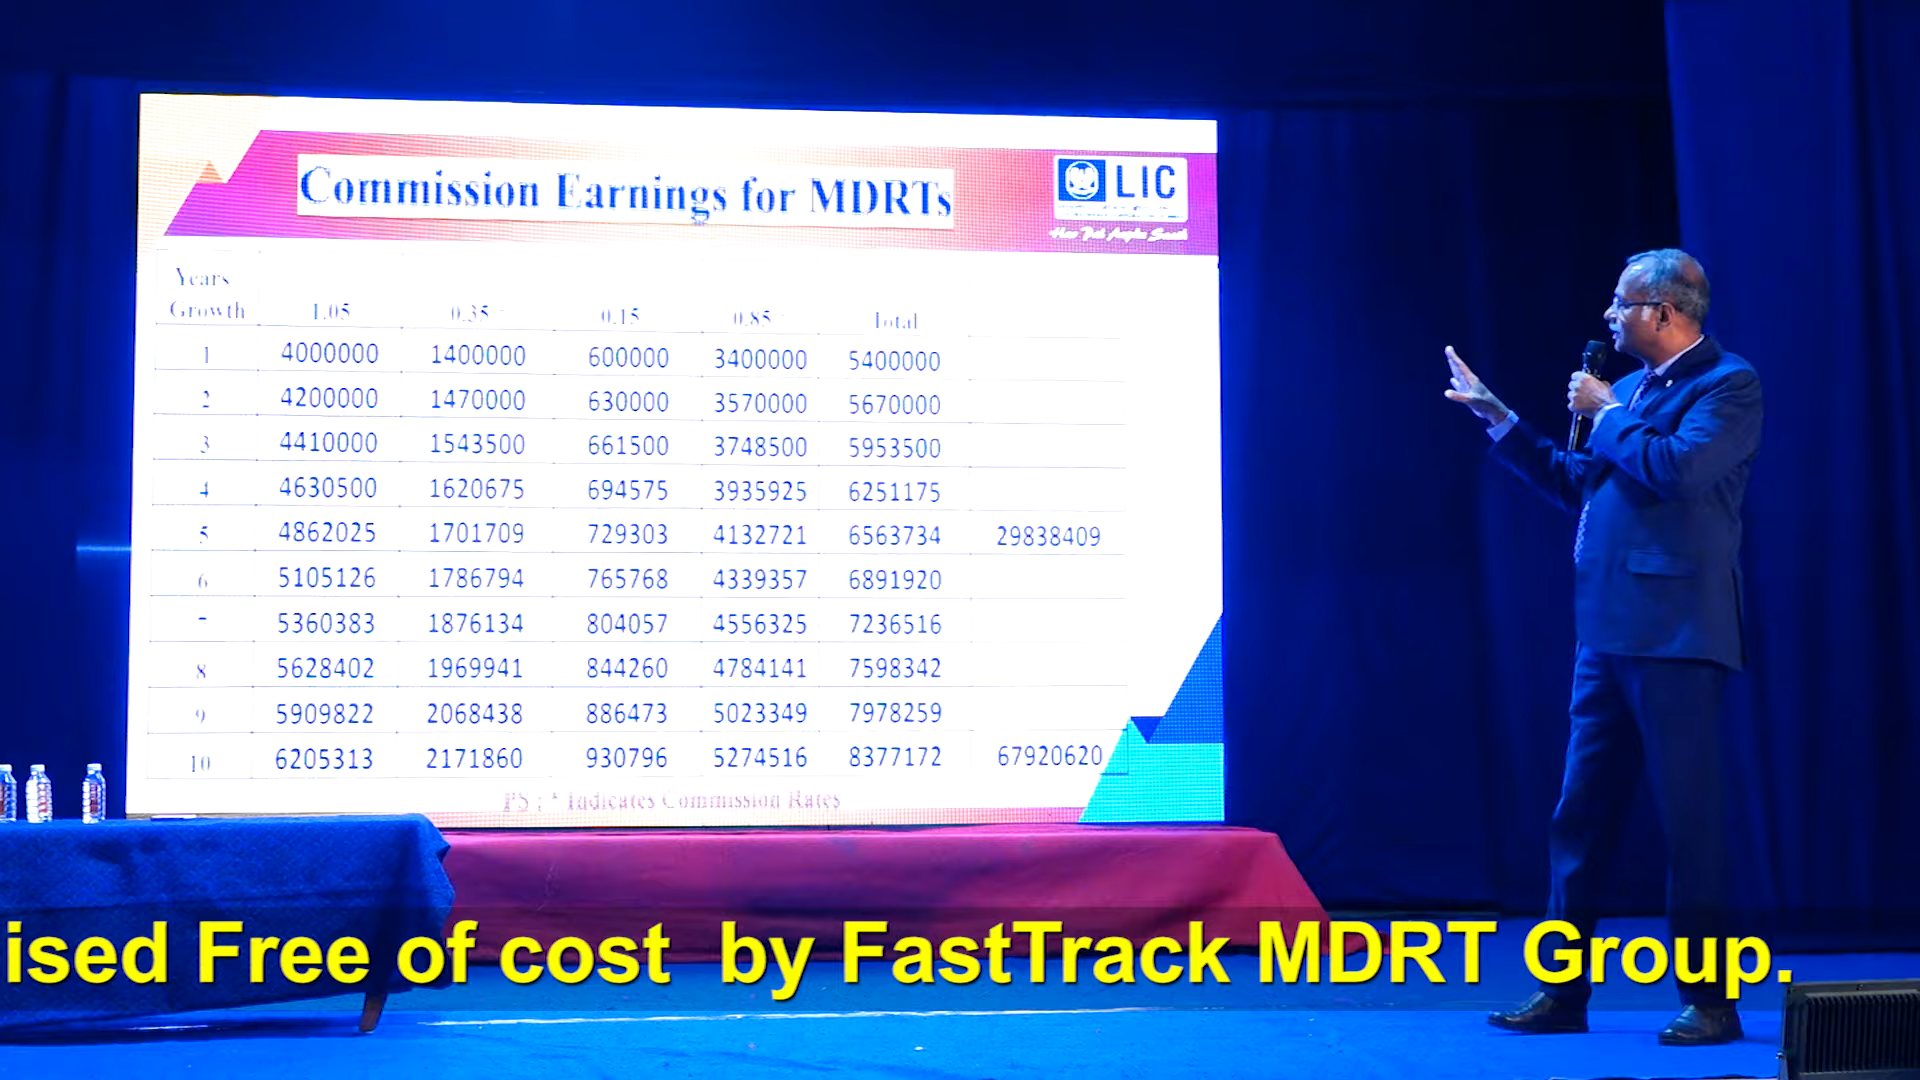 Commission Earnings for MDRTs
LIC
Years
Growth 1.05 0.35 0.15 0.85 Total
1 4000000 1400000 600000 3400000 5400000
2 4200000 1470000 630000 3570000 5670000
3 4410000 1543500 661500 3748500 5953500
4 4630500 1620675 694575 3935925 6251175
5 4862025 1701709 729303 4132721 6563734 29838409
6 5105126 1786794 765768 4339357 6891920
5360383 1876134 804057 4556325 7236516
8 5628402 1969941 844260 4784141 7598342
9 5909822 2068438 886473 5023349 7978259
10 6205313 2171860 930796 5274516 8377172 67920620
PS : * Indicates Commission Rates
ised Free of cost by FastTrack MDRT Group.